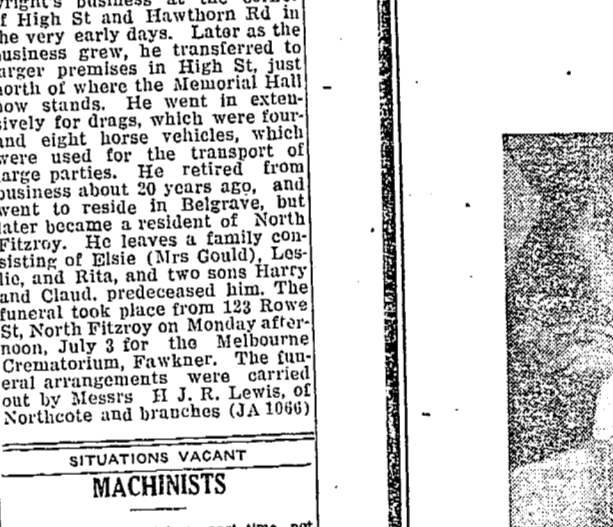 business at the
of High St and Hawthorn Rd in
the very early days. Later as the
business grew, he transferred to
larger premises in High St, just
north of where the Memorial Hall
now stands. He went in exten-
sively for drags, which were four-
and eight horse vehicles, which
were used for the transport of
large parties. He retired from
business about 20 years ago, and
went to reside in Belgrave, but
later became a resident of North
Fitzroy. He leaves a family con-
sisting of Elsie (Mrs Gould), Les-
lie, and Rita, and two sons Harry
and Claud, predeceased him. The
funeral took place from 123 Rowe
St, North Fitzroy on Monday after-
noon, July 3 for the Melbourne
Crematorium, Fawkner. The fun-
eral arrangements were carried
out by Messrs H J. R. Lewis, of
Northcote and branches (JA 1066)
SITUATIONS VACANT
MACHINISTS